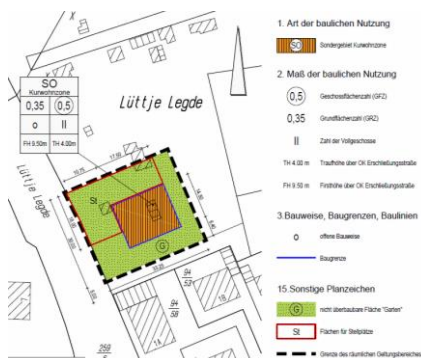 SO
Kurwohnzone
0,35
0,5
o
II
FH 9.50m
TH 4.00m
Lüttje Legde
Lüttje Legde
St
G
94
53
94
58
1A
1B
1. Art der baulichen Nutzung
SO
Sondergebiet Kurwohnzone
2. Maß der baulichen Nutzung
0,5
Geschossflächenzahl (GFZ)
0,35
Grundflächenzahl (GRZ)
II
Zahl der Vollgeschosse
TH 4.00 m
Traufhöhe über OK Erschließungsstraße
FH 9.50 m
Firsthöhe über OK Erschließungsstraße
3.Bauweise, Baugrenzen, Baulinien
o
offene Bauweise
Baugrenze
15.Sonstige Planzeichen
G
nicht überbaubare Fläche "Garten"
St
Flächen für Stellplätze
Grenze des räumlichen Geltungsbereiches